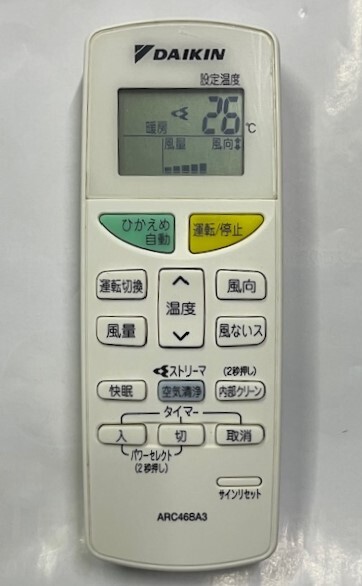 DAIKIN
設定温度
26℃
暖房
風量 風向
ひかえめ
自動
運転/停止
運転切換
温度
風向
風量
風ないス
ストリーマ
(2秒押し)
快眠
空気清浄
内部クリーン
タイマー
入
切
取消
パワーセレクト
(2秒押し)
サインリセット
ARC468A3